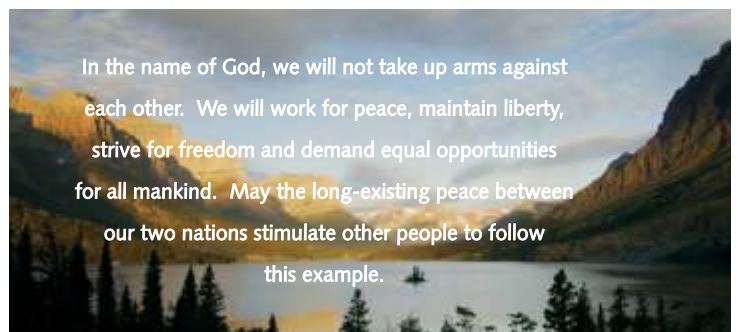 In the name of God, we will not take up arms against
each other.  We will work for peace, maintain liberty,
strive for freedom and demand equal opportunities
for all mankind.  May the long-existing peace between
our two nations stimulate other people to follow
this example.